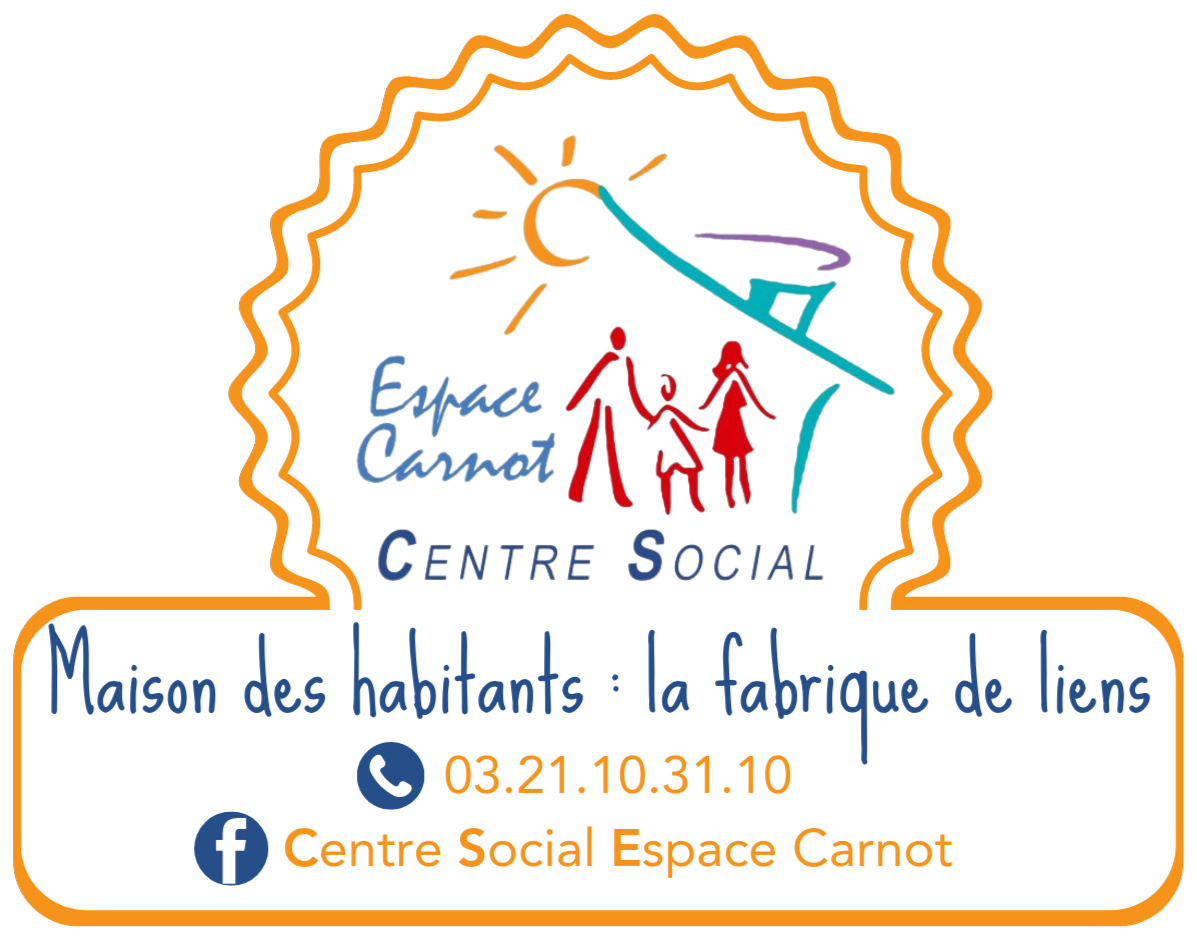 Espace
Carnot
CENTRE SOCIAL
Maison des habitants : la fabrique de liens
03.21.10.31.10
Centre Social Espace Carnot